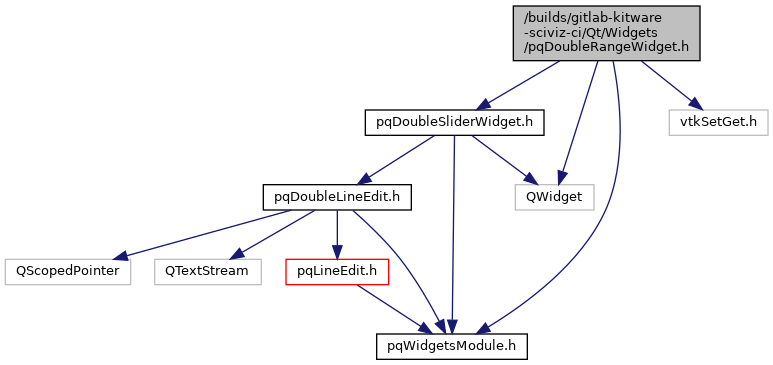 /builds/gitlab-kitware
-sciviz-ci/Qt/Widgets
/pqDoubleRangeWidget.h
pqDoubleSliderWidget.h
vtkSetGet.h
pqDoubleLineEdit.h
QWidget
QScopedPointer
QTextStream
pqLineEdit.h
pqWidgetsModule.h